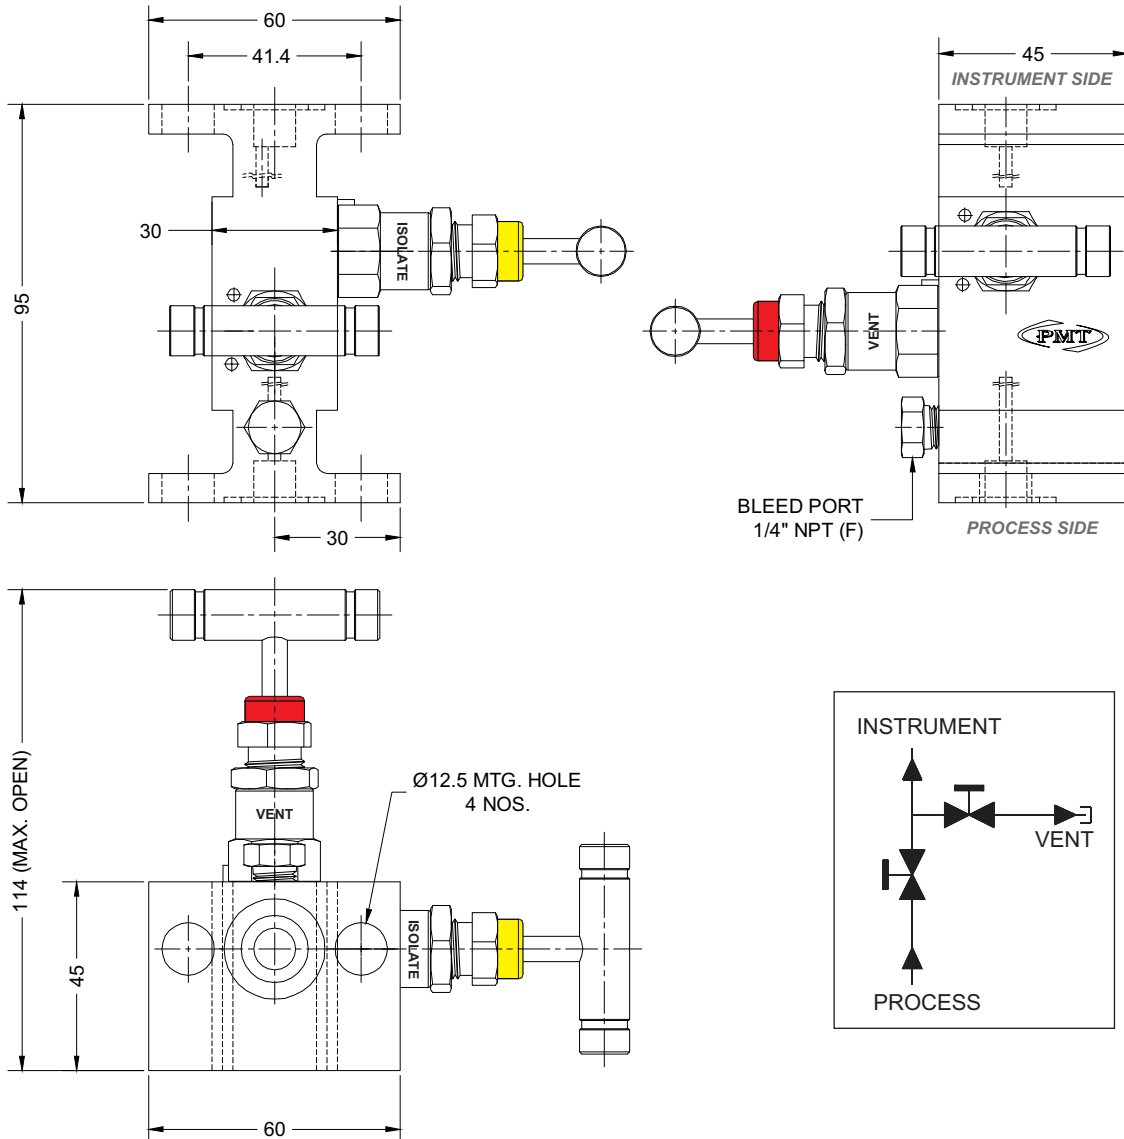 60
41.4
45
INSTRUMENT SIDE
ISOLATE
30
95
VENT
PMT
BLEED PORT
1/4" NPT (F)
PROCESS SIDE
30
114 (MAX. OPEN)
Ø12.5 MTG. HOLE
4 NOS.
VENT
ISOLATE
45
60
INSTRUMENT
VENT
PROCESS